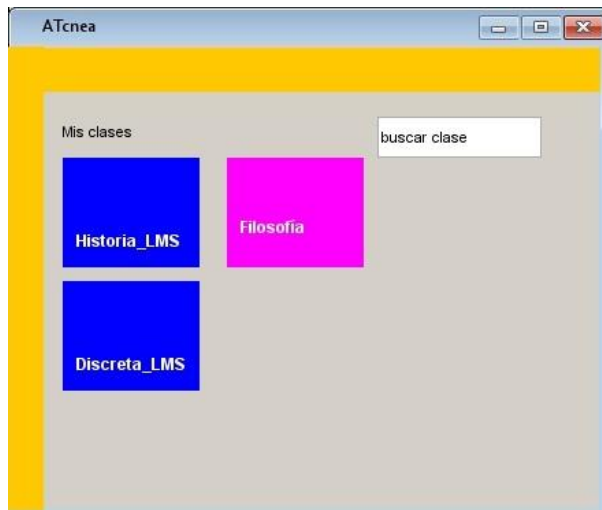 ATcnea
Mis clases
buscar clase
Historia_LMS
Filosofía
Discreta_LMS